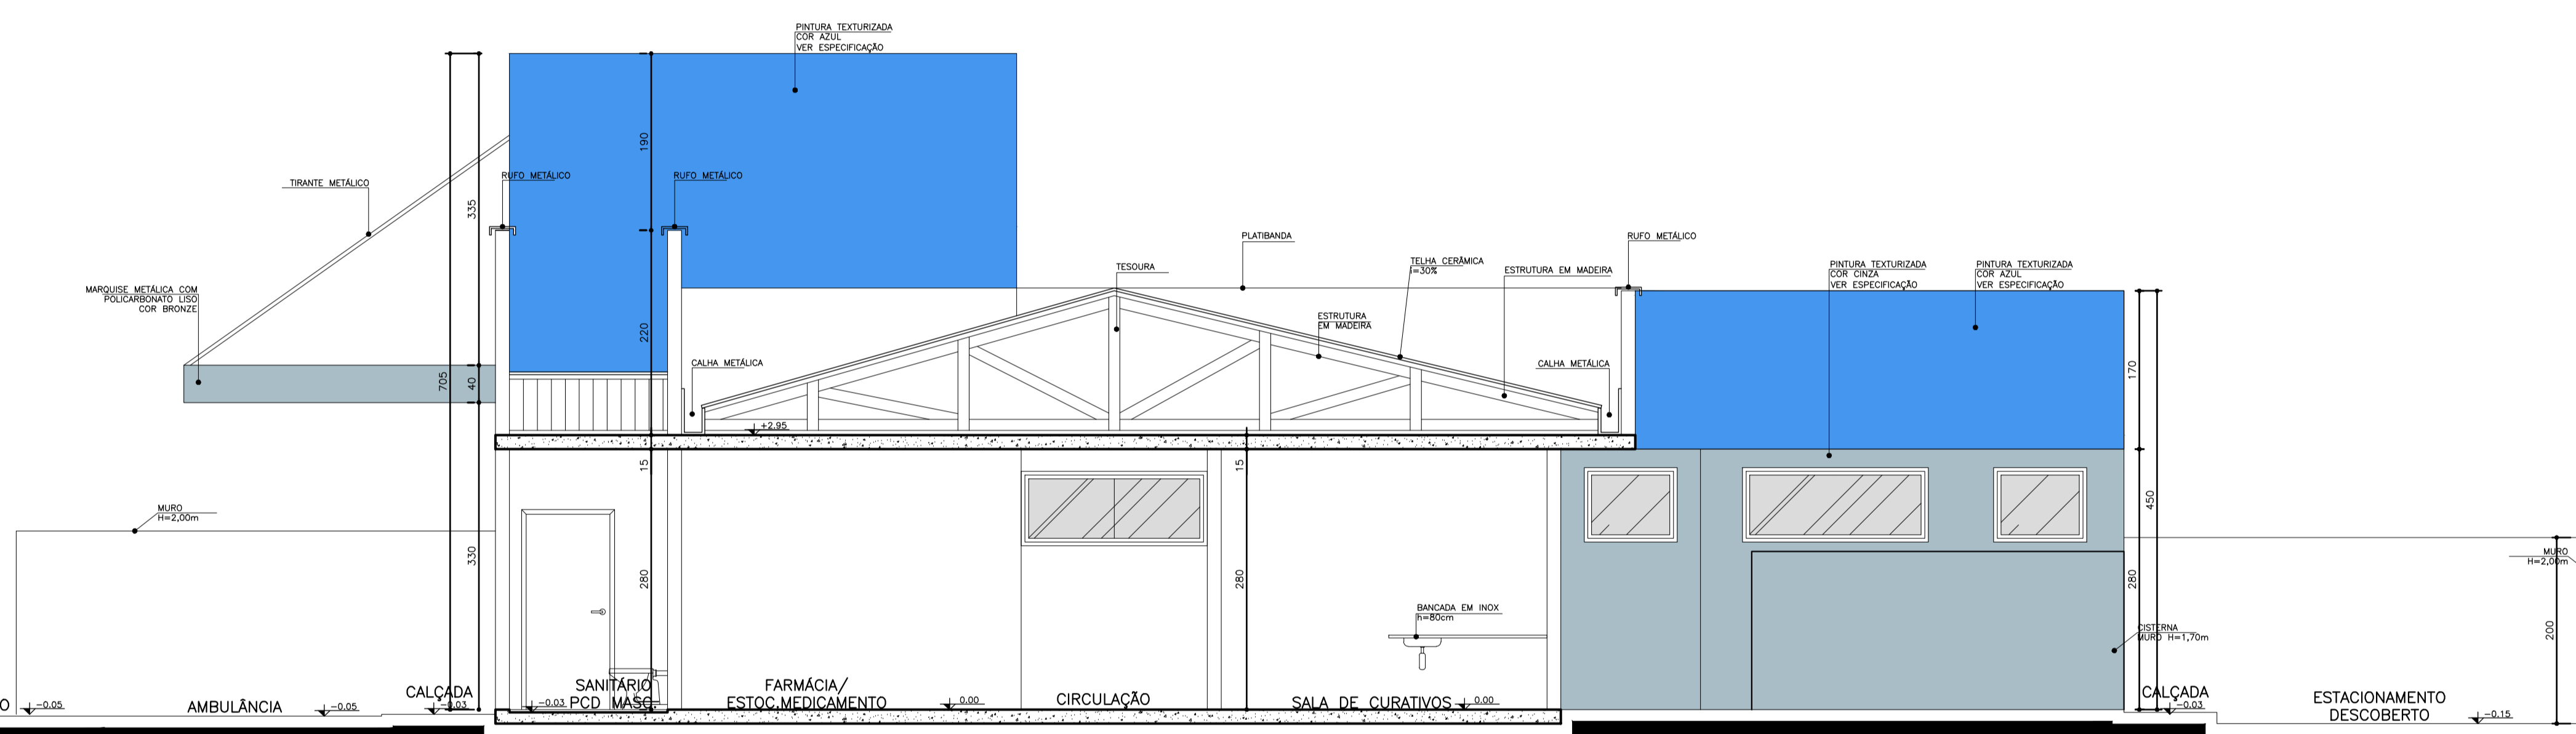 PINTURA TEXTURIZADA
COR AZUL
VER ESPECIFICAÇÃO
190
TIRANTE METÁLICO
RUFO METÁLICO
RUFO METÁLICO
335
PLATIBANDA
RUFO METÁLICO
TESOURA
TELHA CERÂMICA
i=30%
ESTRUTURA EM MADEIRA
PINTURA TEXTURIZADA
COR CINZA
VER ESPECIFICAÇÃO
PINTURA TEXTURIZADA
COR AZUL
VER ESPECIFICAÇÃO
MARQUISE METÁLICA COM
POLICARBONATO LISO
COR BRONZE
220
ESTRUTURA
EM MADEIRA
CALHA METÁLICA
CALHA METÁLICA
705
40
170
+2.95
15
15
450
MURO
H=2,00m
330
280
280
280
MURO
H=2,00m
BANCADA EM INOX
h=80cm
CISTERNA
MURO H=1,70m
200
O
-0.05
AMBULÂNCIA
-0.05
CALÇADA
-0.03
-0.03
SANITÁRIO
PCD MASC.
FARMÁCIA/
ESTOC.MEDICAMENTO
0.00
CIRCULAÇÃO
SALA DE CURATIVOS
0.00
CALÇADA
-0.03
ESTACIONAMENTO
DESCOBERTO
-0.15